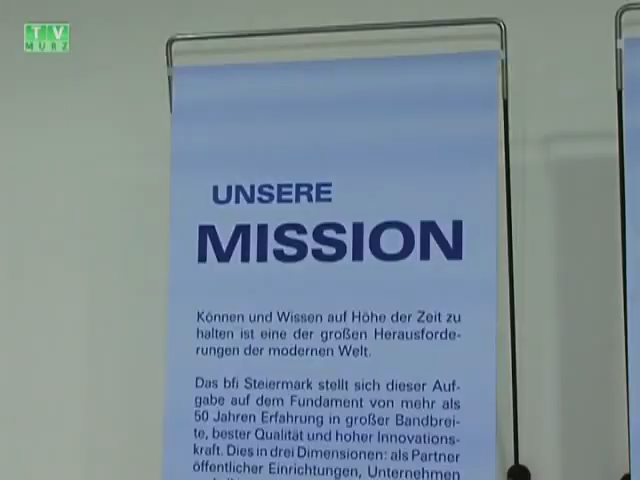 TV
MURZ
UNSERE
MISSION
Können und Wissen auf Höhe der Zeit zu
halten ist eine der großen Herausforde-
rungen der modernen Welt.
Das bfi Steiermark stellt sich dieser Auf-
gabe auf dem Fundament von mehr als
50 Jahren Erfahrung in großer Bandbrei-
te, bester Qualität und hoher Innovations-
kraft. Dies in drei Dimensionen: als Partner
öffentlicher Einrichtungen, Unternehmen